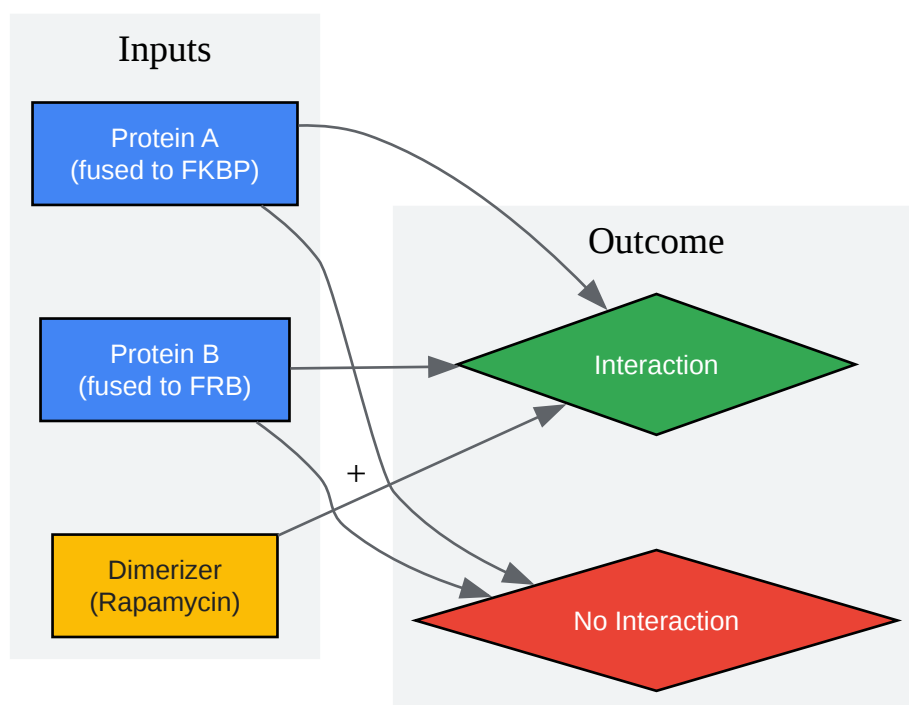 Inputs
Protein A
(fused to FKBP)
Outcome
Protein B
(fused to FRB)
Interaction
+
Dimerizer
(Rapamycin)
No Interaction